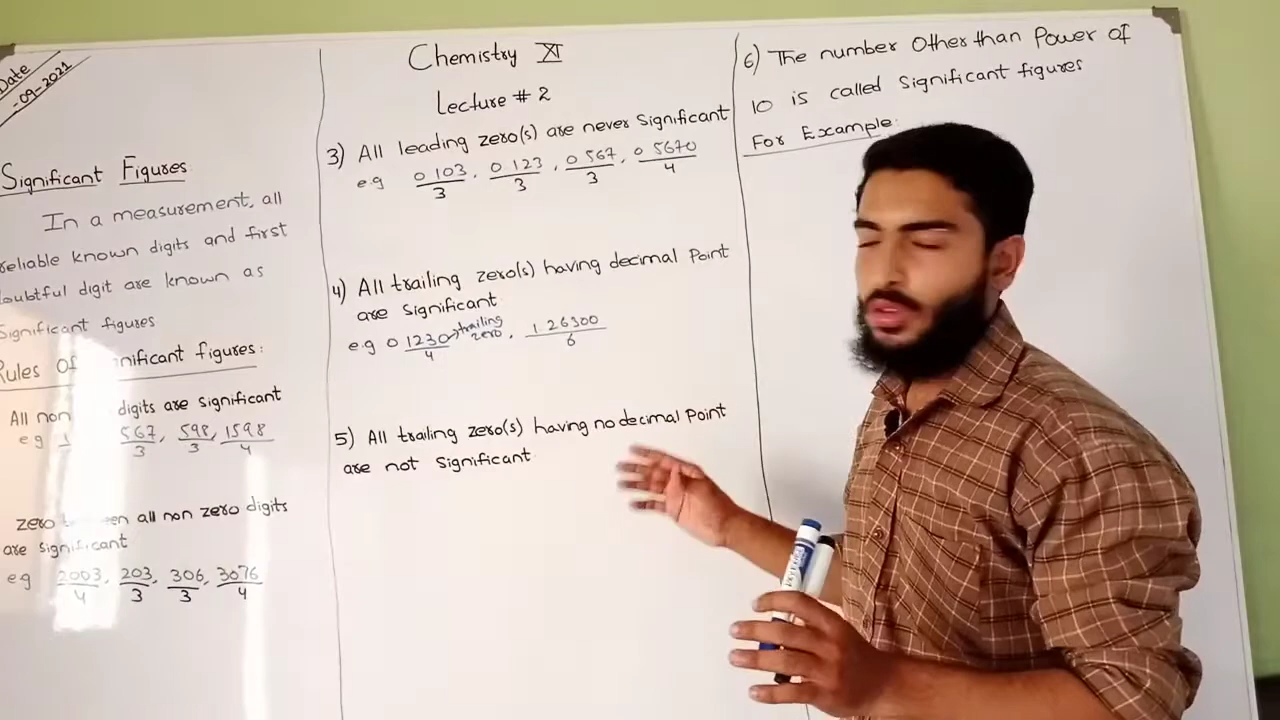 Date
-09-2021
Significant Figures
In a measurement, all
reliable known digits and first
doubtful digit are known as
Significant figures
Rules of nificant figures:
All non digits are significant
eg 1 567, 598, 1598
3 3 4
zero t en all non zero digits
are significant
eg 2003, 203, 306, 3076
4 3 3 4
Chemistry XI
Lecture # 2
3) All leading zero(s) are never Significant
e.g 0.103, 0.123, 0.567, 0.5670
3 3 3 4
4) All trailing zero(s) having decimal Point
are Significant
e.g 0.1230 → trailing zero, 1.26300
4 6
5) All trailing zero(s) having no decimal Point
are not significant
6) The number Other than Power of
10 is called Significant figures
For Example: